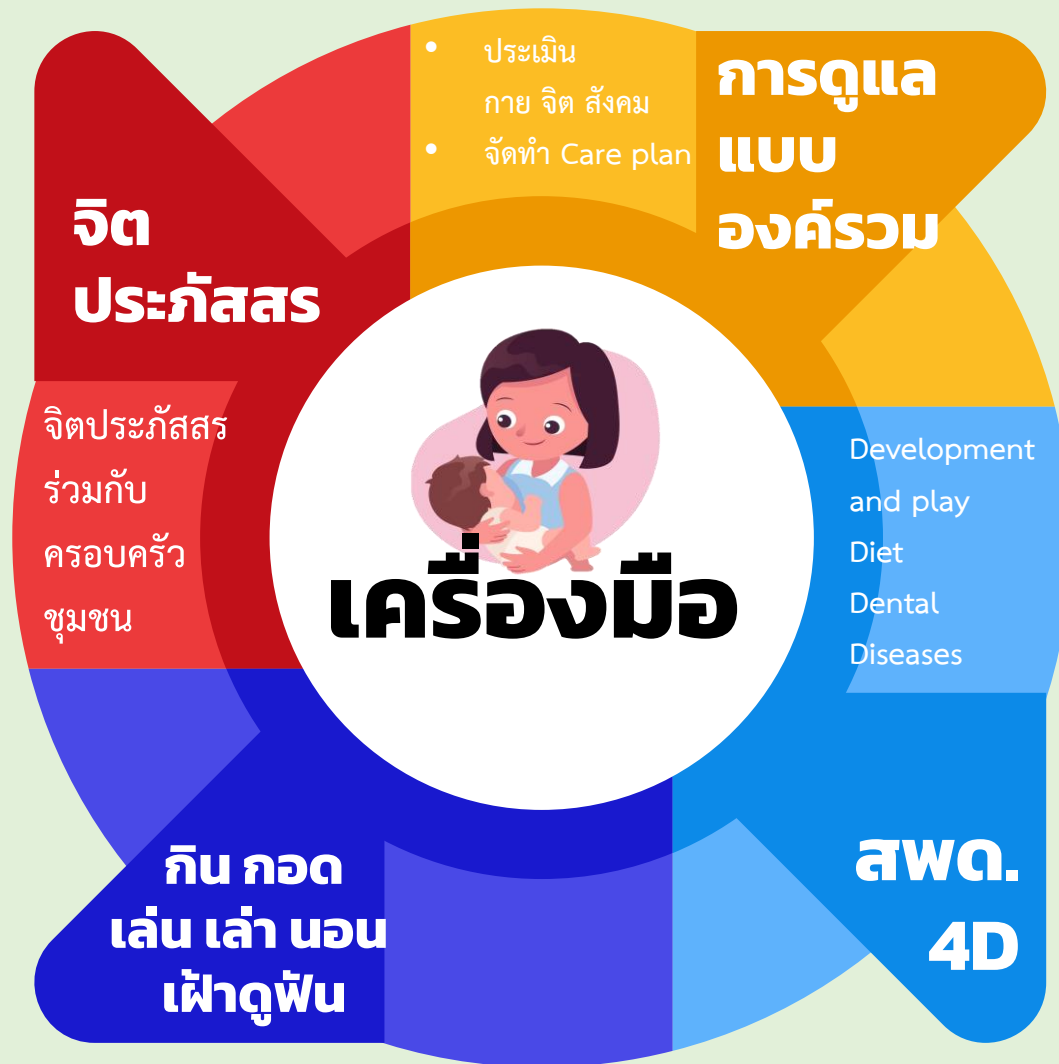 จิต
ประภัสสร
จิตประภัสสร
ร่วมกับ
ครอบครัว
ชุมชน
• ประเมิน
กาย จิต สังคม
• จัดทำ Care plan
การดูแล
แบบ
องค์รวม
เครื่องมือ
Development
and play
Diet
Dental
Diseases
สพด.
4D
กิน กอด
เล่น เล่า นอน
เฝ้าดูฟัน